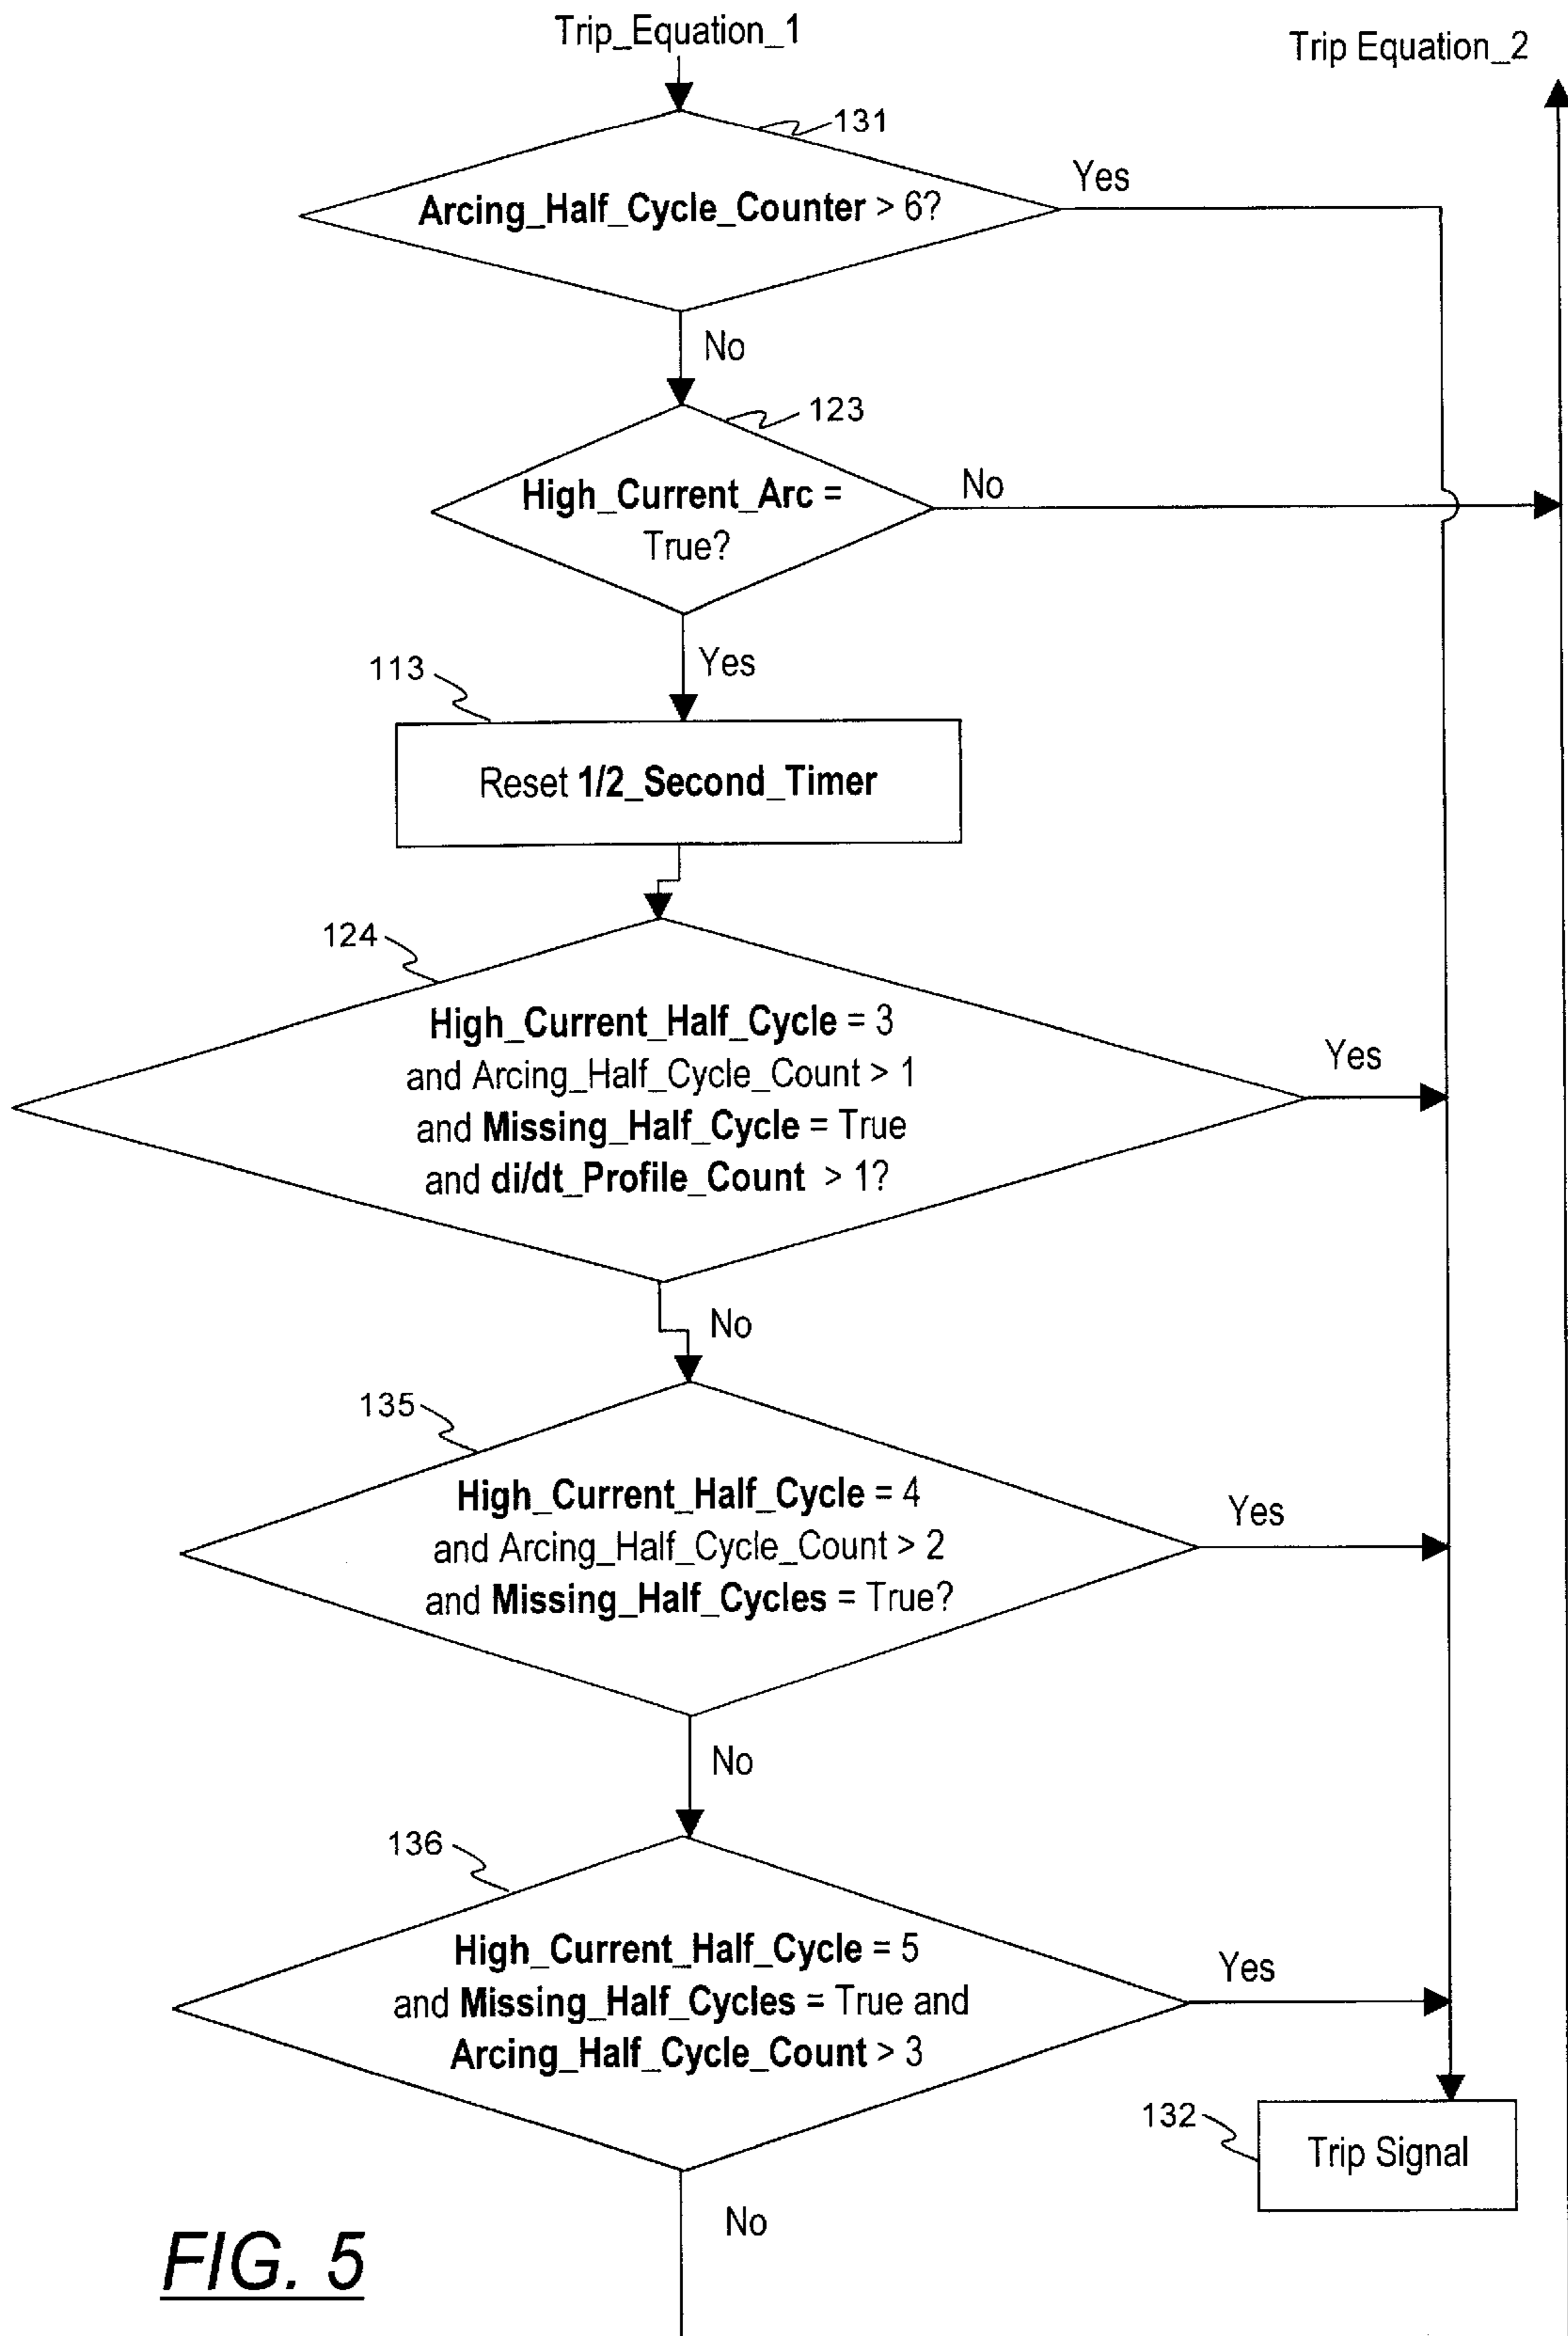 Trip_Equation_1
Trip Equation_2
131
Yes
Arcing_Half_Cycle_Counter > 6?
No
123
High_Current_Arc =
True?
No
Yes
113
Reset 1/2_Second_Timer
124
High_Current_Half_Cycle = 3
and Arcing_Half_Cycle_Count > 1
and Missing_Half_Cycle = True
and di/dt_Profile_Count > 1?
Yes
No
135
High_Current_Half_Cycle = 4
and Arcing_Half_Cycle_Count > 2
and Missing_Half_Cycles = True?
Yes
No
136
High_Current_Half_Cycle = 5
and Missing_Half_Cycles = True and
Arcing_Half_Cycle_Count > 3
Yes
132
Trip Signal
No
FIG. 5